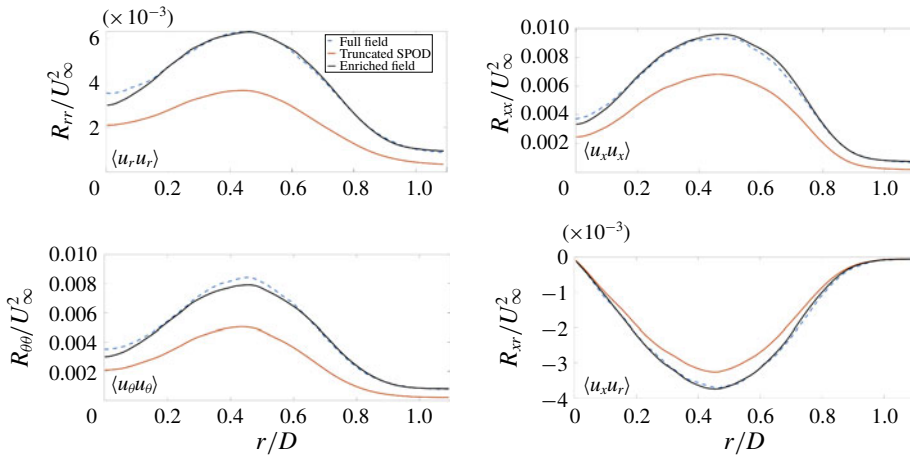 (×10⁻³)
6
4
2
0
R_rr/U²_∞
⟨u_r u_r⟩
0.2 0.4 0.6 0.8 1.0
Full field
Truncated SPOD
Enriched field
0.010
0.008
0.006
0.004
0.002
0
R_xx/U²_∞
⟨u_x u_x⟩
0.2 0.4 0.6 0.8 1.0
0.010
0.008
0.006
0.004
0.002
0
R_θθ/U²_∞
⟨u_θ u_θ⟩
0.2 0.4 0.6 0.8 1.0
r/D
(×10⁻³)
0
−1
−2
−3
−4
R_xr/U²_∞
⟨u_x u_r⟩
0 0.2 0.4 0.6 0.8 1.0
r/D